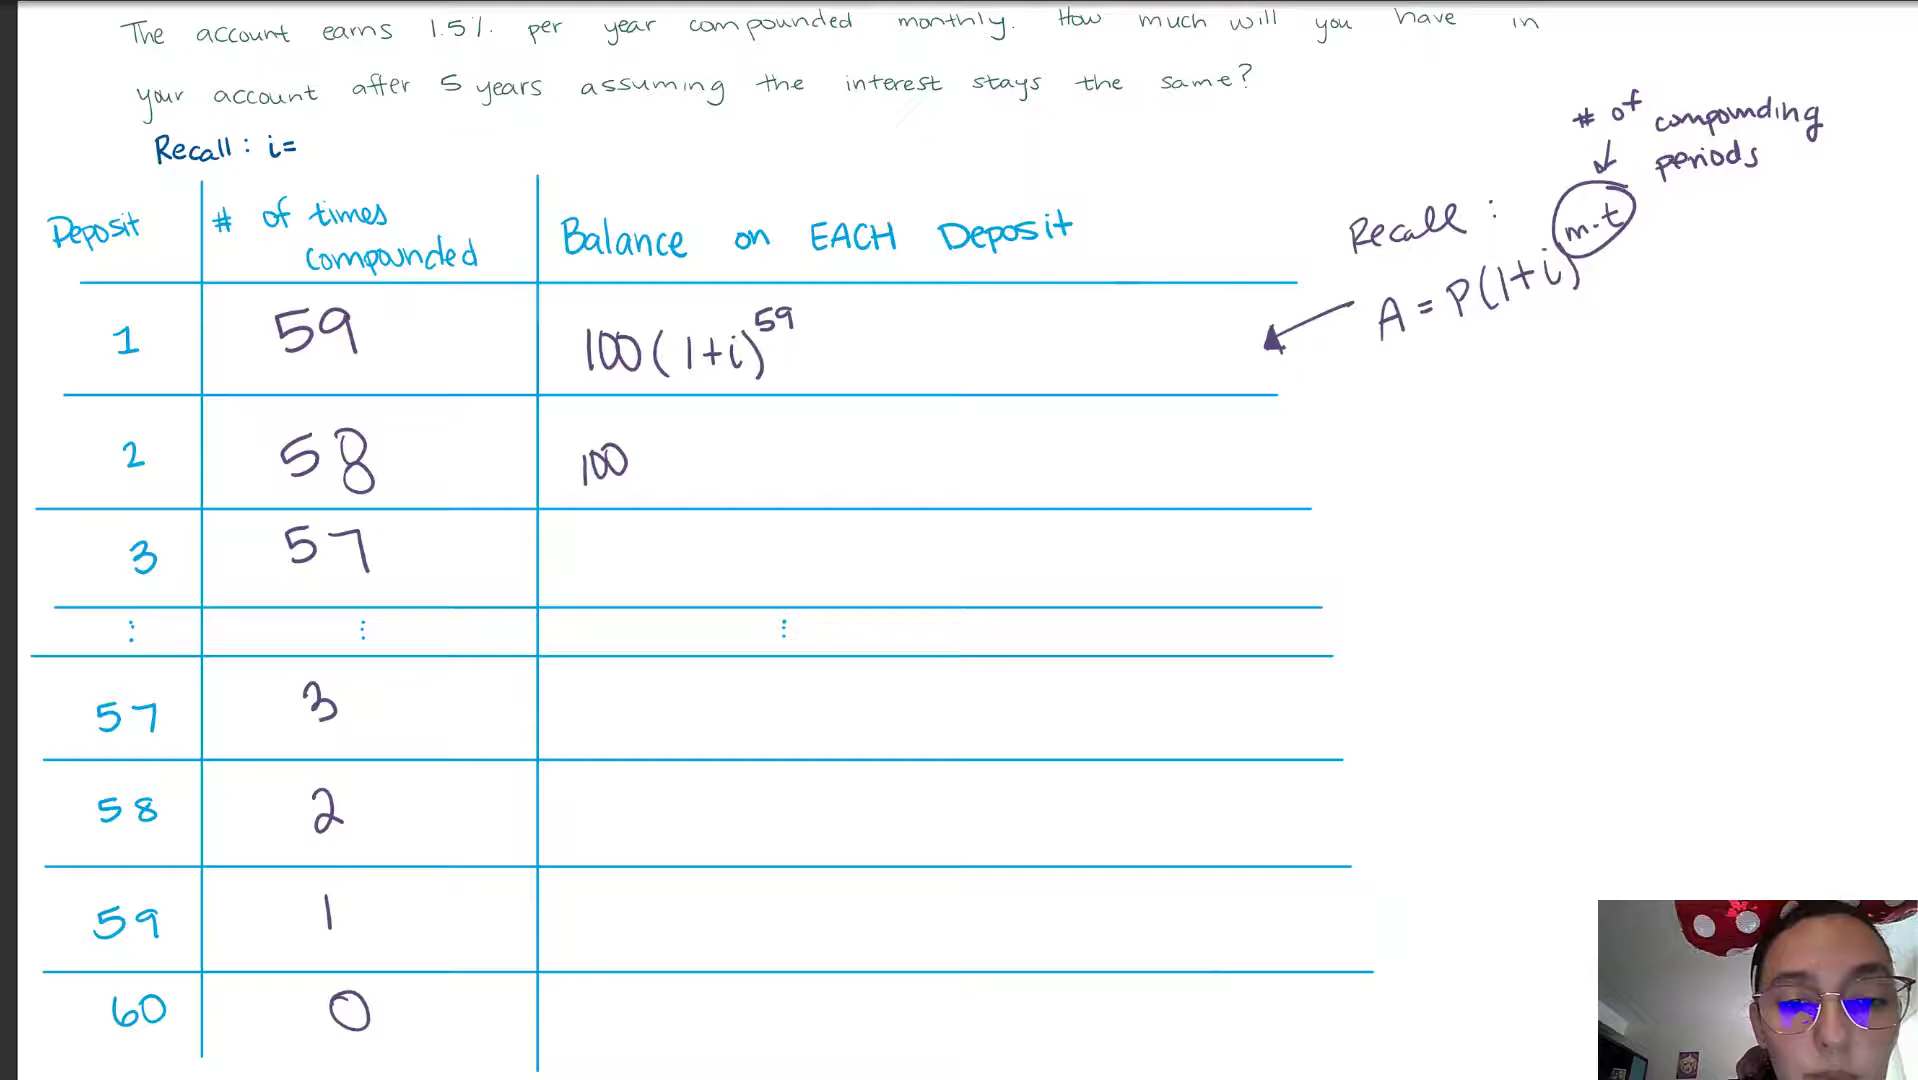 The account earns 1.5%. per year compounded monthly. How much will you have in
your account after 5 years assuming the interest stays the same?
Recall: i=
# of compounding
periods
Recall:
A = P(1+i)^m·t
Deposit # of times compounded Balance on EACH Deposit
1 59 100(1+i)^59
2 58 100
3 57
⋮ ⋮ ⋮
57 3
58 2
59 1
60 0